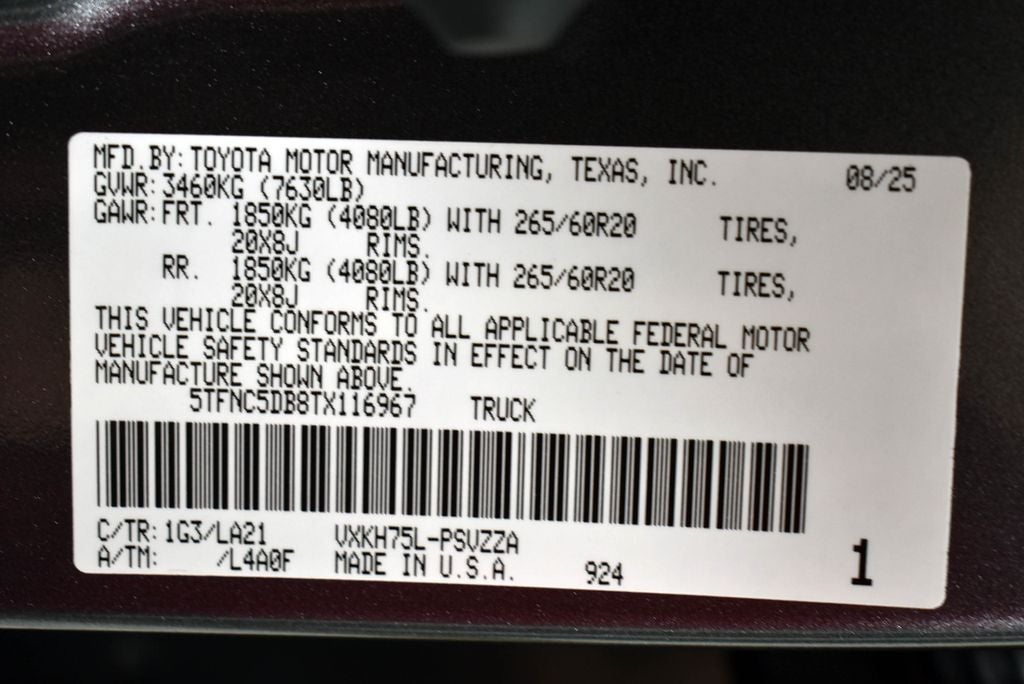 MFD.BY: TOYOTA MOTOR MANUFACTURING, TEXAS, INC. 08/25
GVWR: 3460KG (7630LB)
GAWR: FRT. 1850KG (4080LB) WITH 265/60R20 TIRES,
20X8J RIMS.
RR. 1850KG (4080LB) WITH 265/60R20 TIRES,
20X8J RIMS.
THIS VEHICLE CONFORMS TO ALL APPLICABLE FEDERAL MOTOR
VEHICLE SAFETY STANDARDS IN EFFECT ON THE DATE OF
MANUFACTURE SHOWN ABOVE.
5TFNC5DB8TX116967 TRUCK
C/TR: 1G3/LA21 VXKH75L-PSVZZA
A/TM: /L4A0F MADE IN U.S.A. 924 1